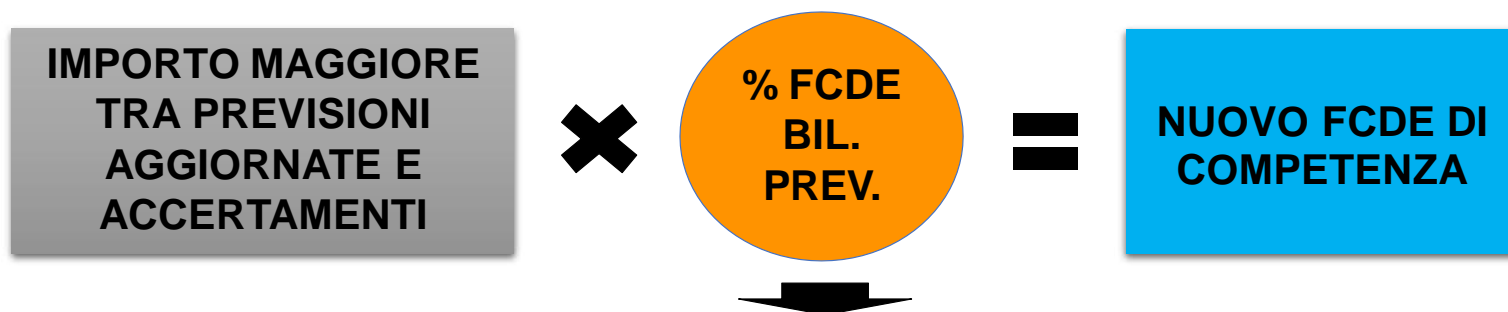 IMPORTO MAGGIORE
TRA PREVISIONI
AGGIORNATE E
ACCERTAMENTI
% FCDE
BIL.
PREV.
NUOVO FCDE DI
COMPETENZA